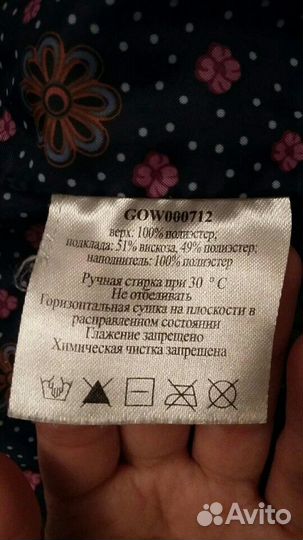 GOW000712
верх: 100% полиэстер;
подклада: 51% вискоза, 49% полиэстер;
наполнитель: 100% полиэстер
Ручная стирка при 30 ° С
Не отбеливать
Горизонтальная сушка на плоскости в
расправленном состоянии
Глажение запрещено
Химическая чистка запрещена
Avito